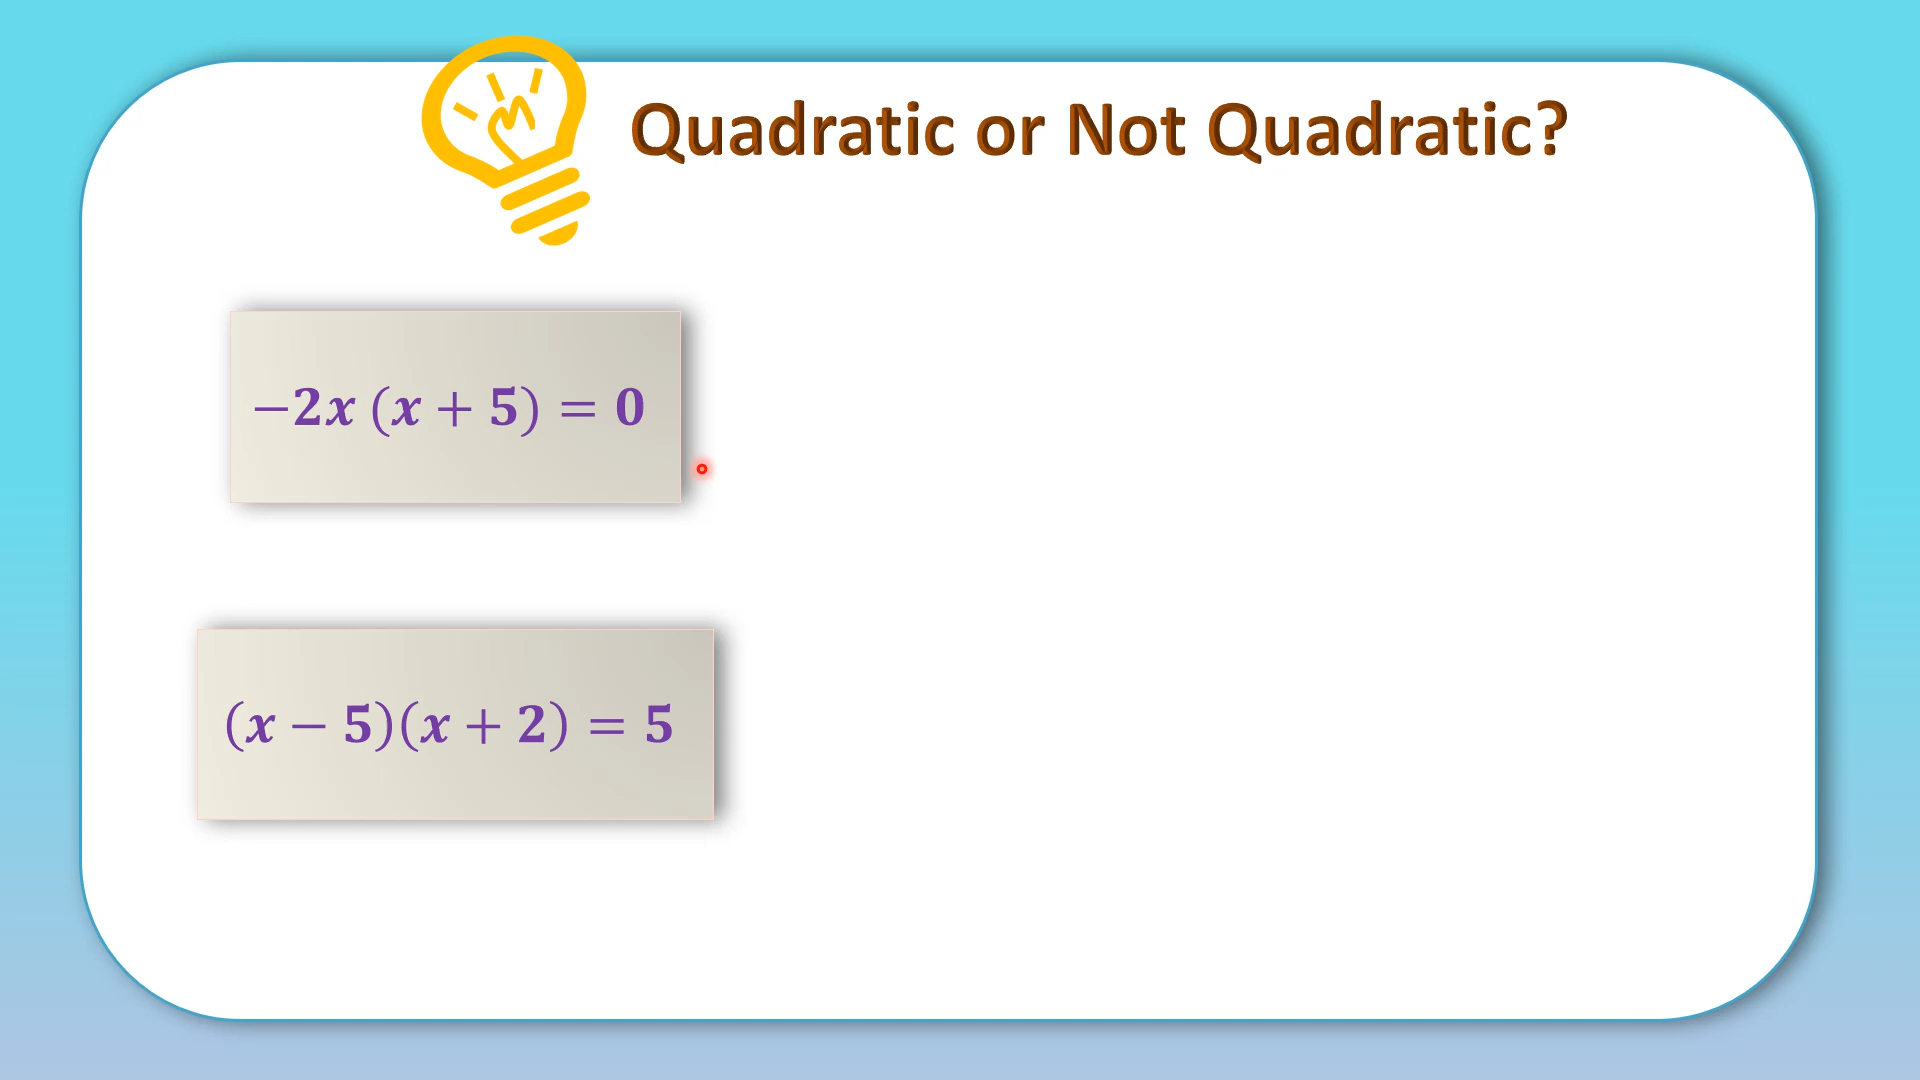 Quadratic or Not Quadratic?
−2x (x + 5) = 0
(x − 5)(x + 2) = 5